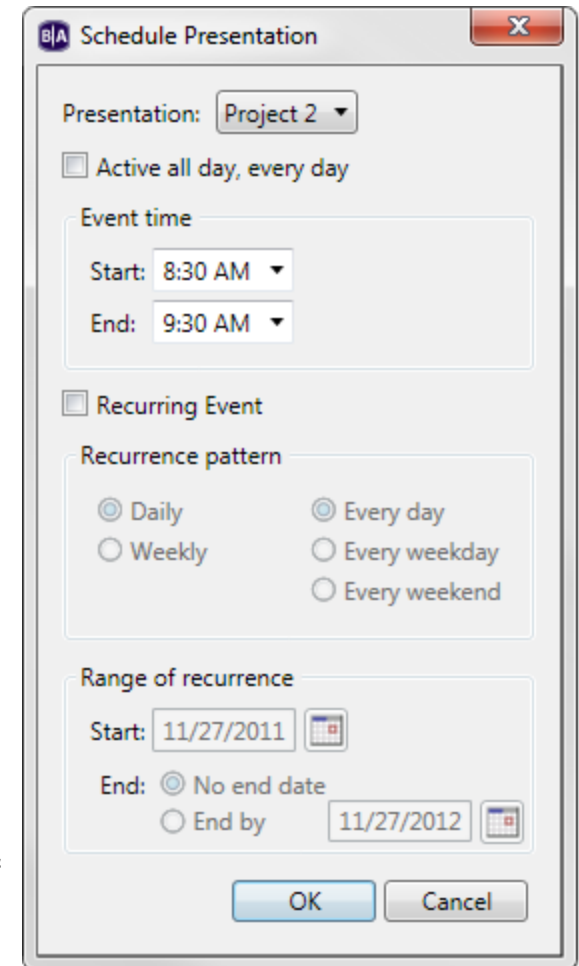 B|A Schedule Presentation
Presentation: Project 2
Active all day, every day
Event time
Start: 8:30 AM
End: 9:30 AM
Recurring Event
Recurrence pattern
Daily Every day
Weekly Every weekday
Every weekend
Range of recurrence
Start: 11/27/2011
End: No end date
End by 11/27/2012
OK Cancel